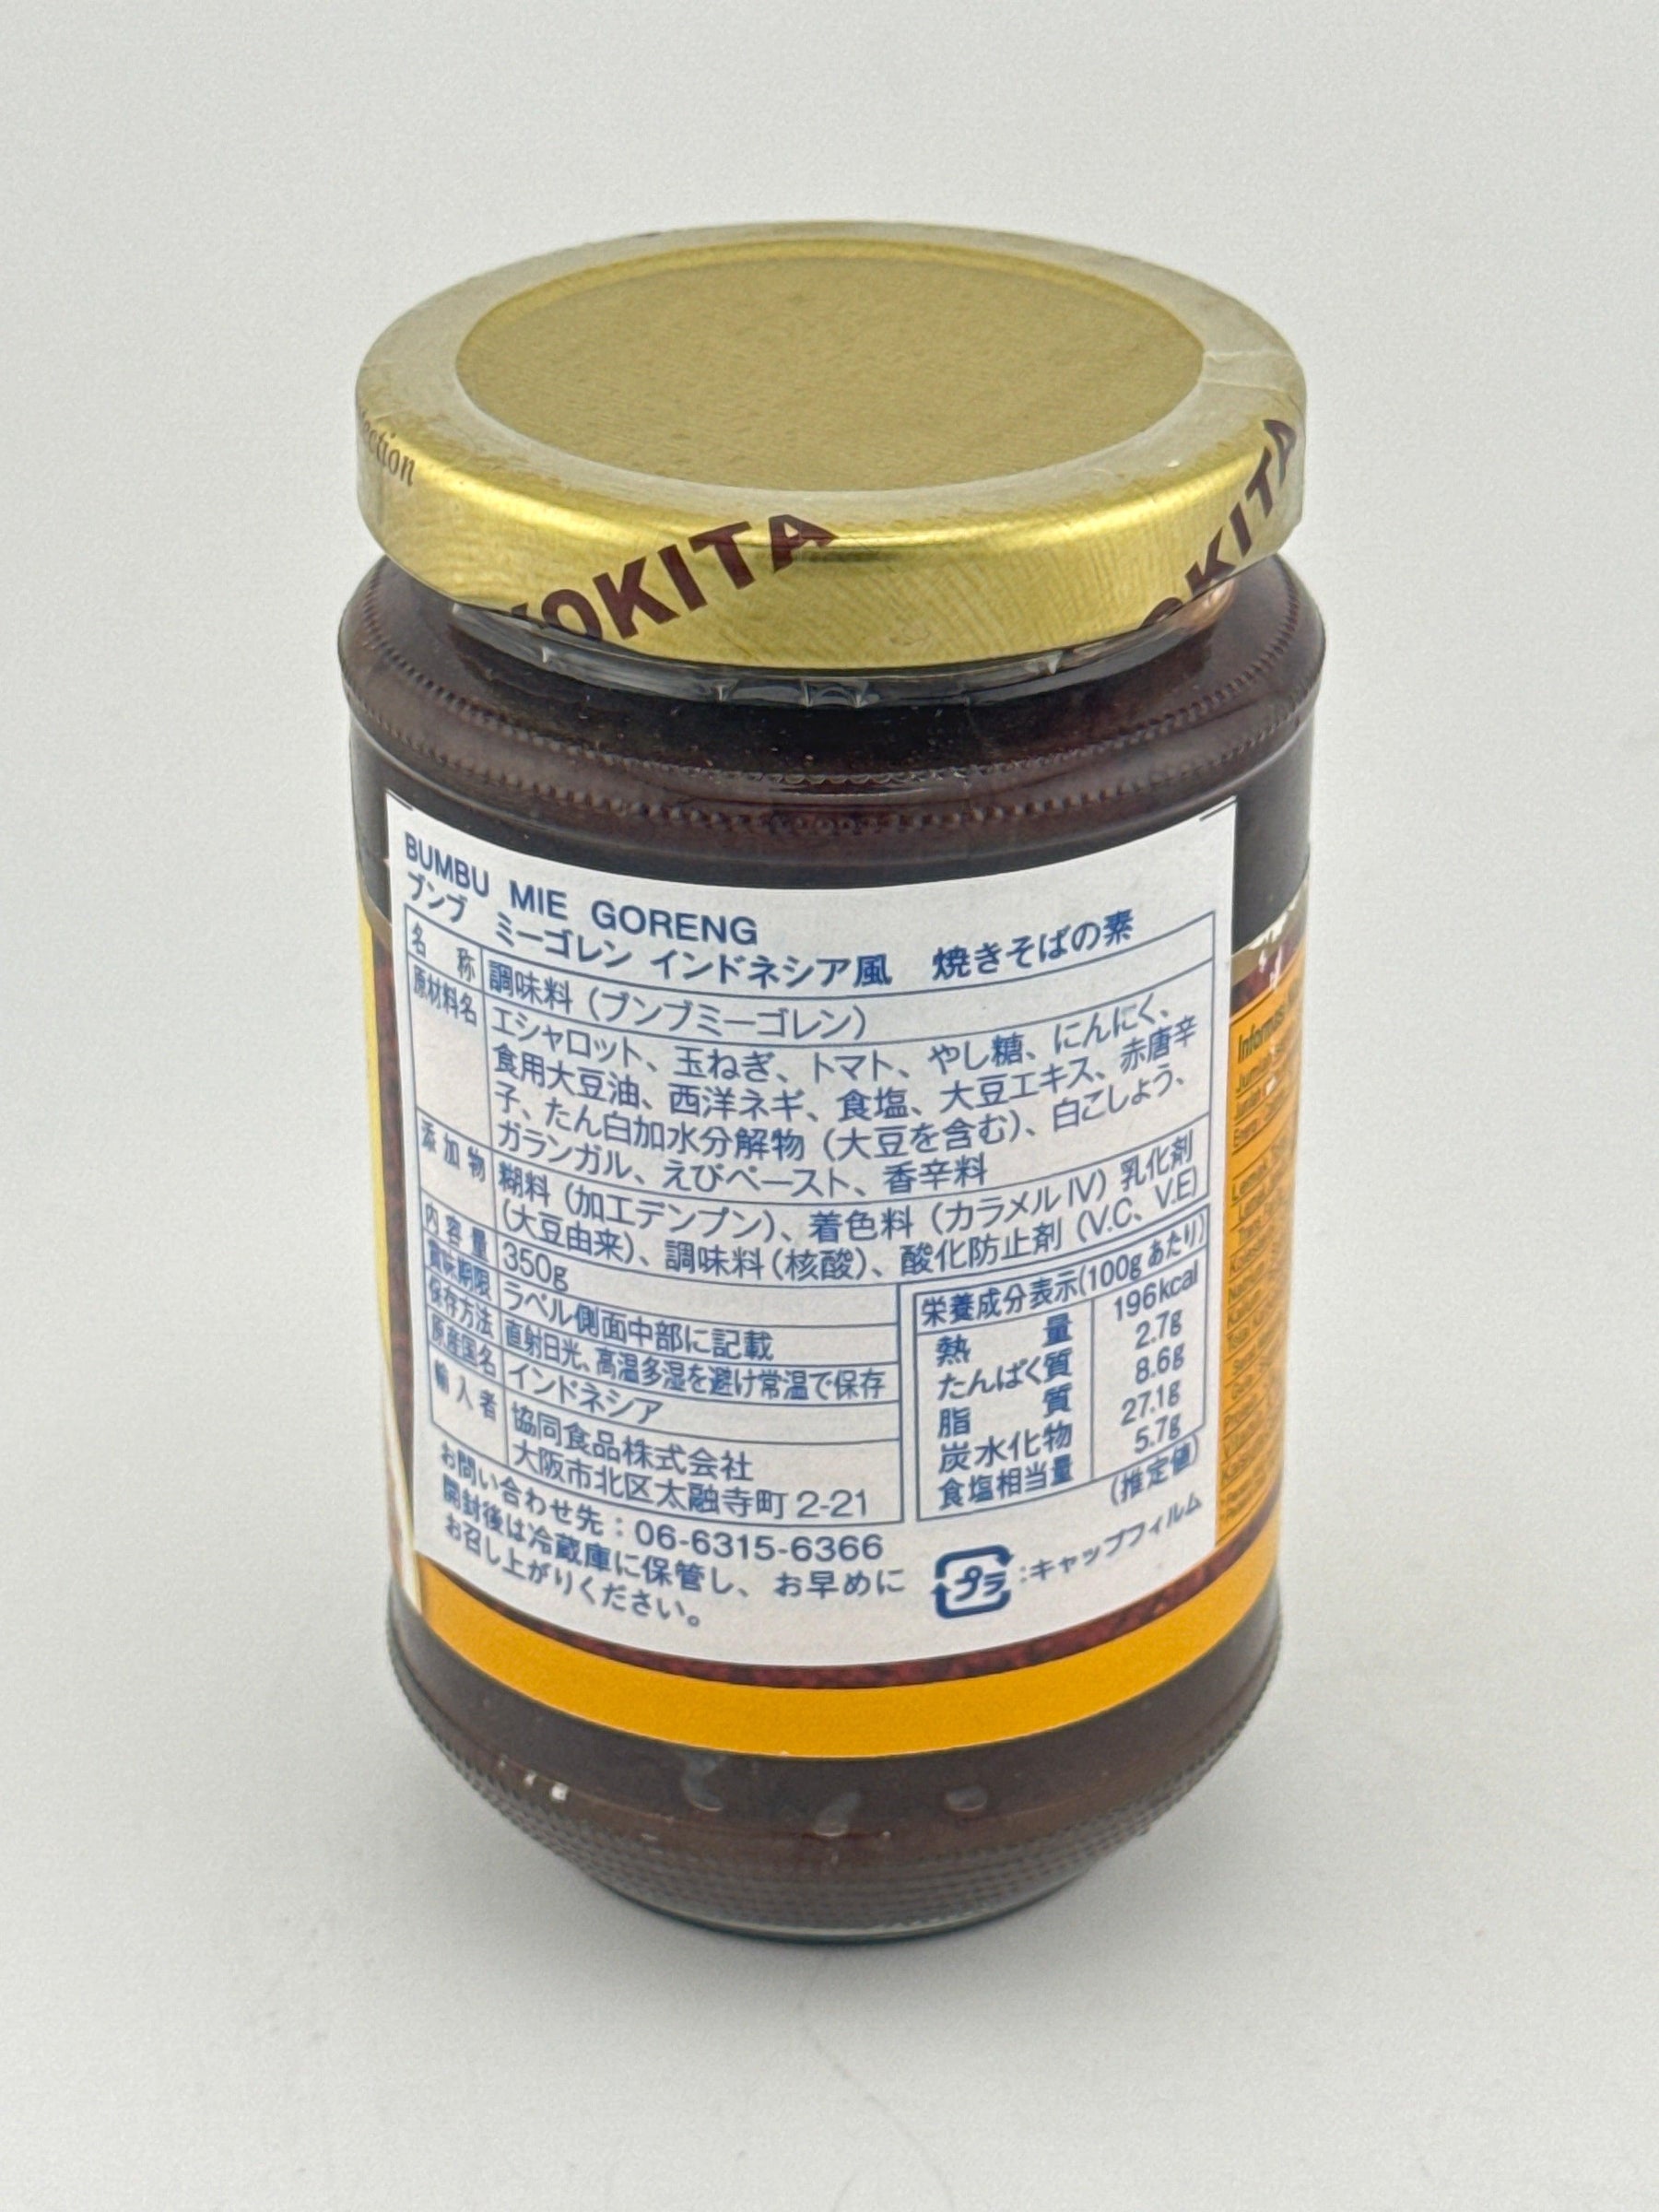 ection
KOKITA
OKITA
BUMBU MIE GORENG
ブンブ ミーゴレン インドネシア風 焼きそばの素
名称 調味料（ブンブミーゴレン）
原材料名 エシャロット、玉ねぎ、トマト、やし糖、にんにく、
食用大豆油、西洋ネギ、食塩、大豆エキス、赤唐辛
子、たん白加水分解物（大豆を含む）、白こしょう、
ガランガル、えびペースト、香辛料
添加物 糊料（加工デンプン）、着色料（カラメルIV）乳化剤
（大豆由来）、調味料（核酸）、酸化防止剤（V.C、V.E）
内容量 350g
賞味期限 ラベル側面中部に記載
保存方法 直射日光、高温多湿を避け常温で保存
原産国名 インドネシア
輸入者 協同食品株式会社
大阪市北区太融寺町 2-21
栄養成分表示（100gあたり）
熱量 196kcal
たんぱく質 2.7g
脂質 8.6g
炭水化物 27.1g
食塩相当量 5.7g
（推定値）
お問い合わせ先：06-6315-6366
開封後は冷蔵庫に保管し、お早めに
お召し上がりください。
プラ：キャップフィルム